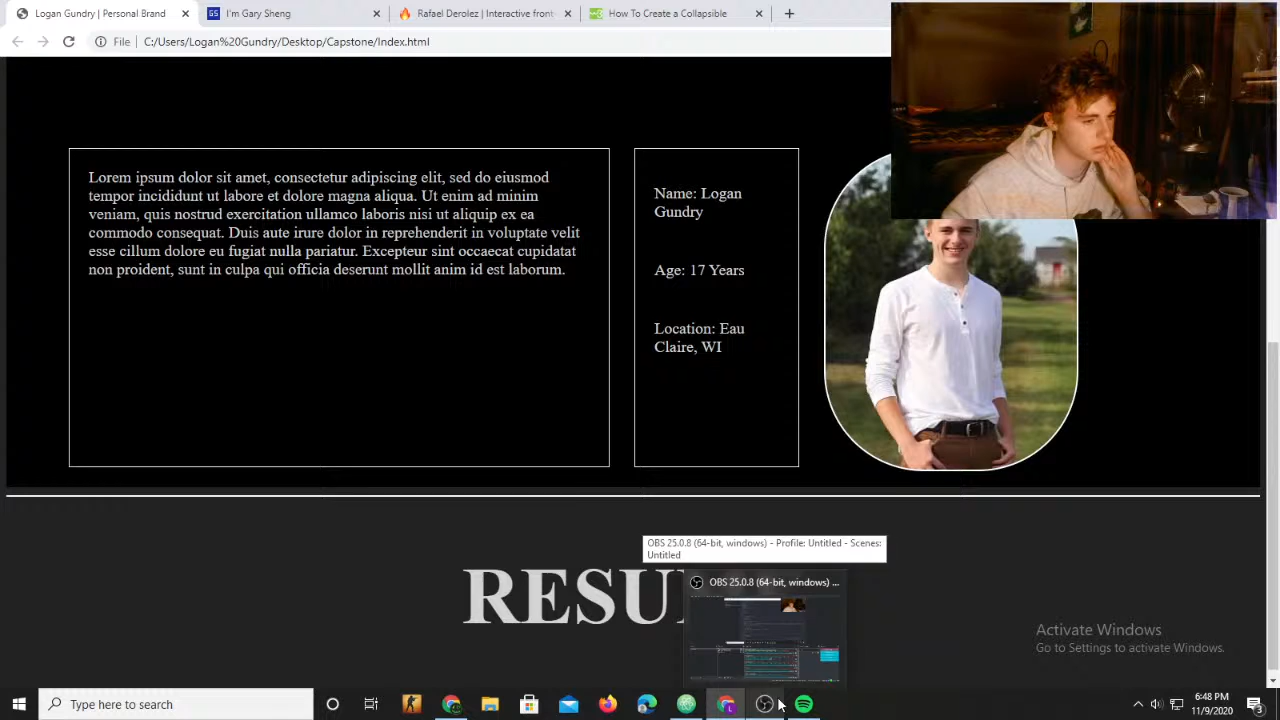 Logan Gundry | Personal Brand
GS I'm Gary Sheng
Rafael Derolez | Interactive front
How To Create a Collapsible
File
C:/Users/Logan%20Gundry/Desktop/Capstone/Index.html
Lorem ipsum dolor sit amet, consectetur adipiscing elit, sed do eiusmod
tempor incididunt ut labore et dolore magna aliqua. Ut enim ad minim
veniam, quis nostrud exercitation ullamco laboris nisi ut aliquip ex ea
commodo consequat. Duis aute irure dolor in reprehenderit in voluptate velit
esse cillum dolore eu fugiat nulla pariatur. Excepteur sint occaecat cupidatat
non proident, sunt in culpa qui officia deserunt mollit anim id est laborum.
Name: Logan
Gundry
Age: 17 Years
Location: Eau
Claire, WI
OBS 25.0.8 (64-bit, windows) - Profile: Untitled - Scenes:
Untitled
OBS 25.0.8 (64-bit, windows) ...
RESU
Activate Windows
Go to Settings to activate Windows.
Type here to search
6:48 PM
11/9/2020
3